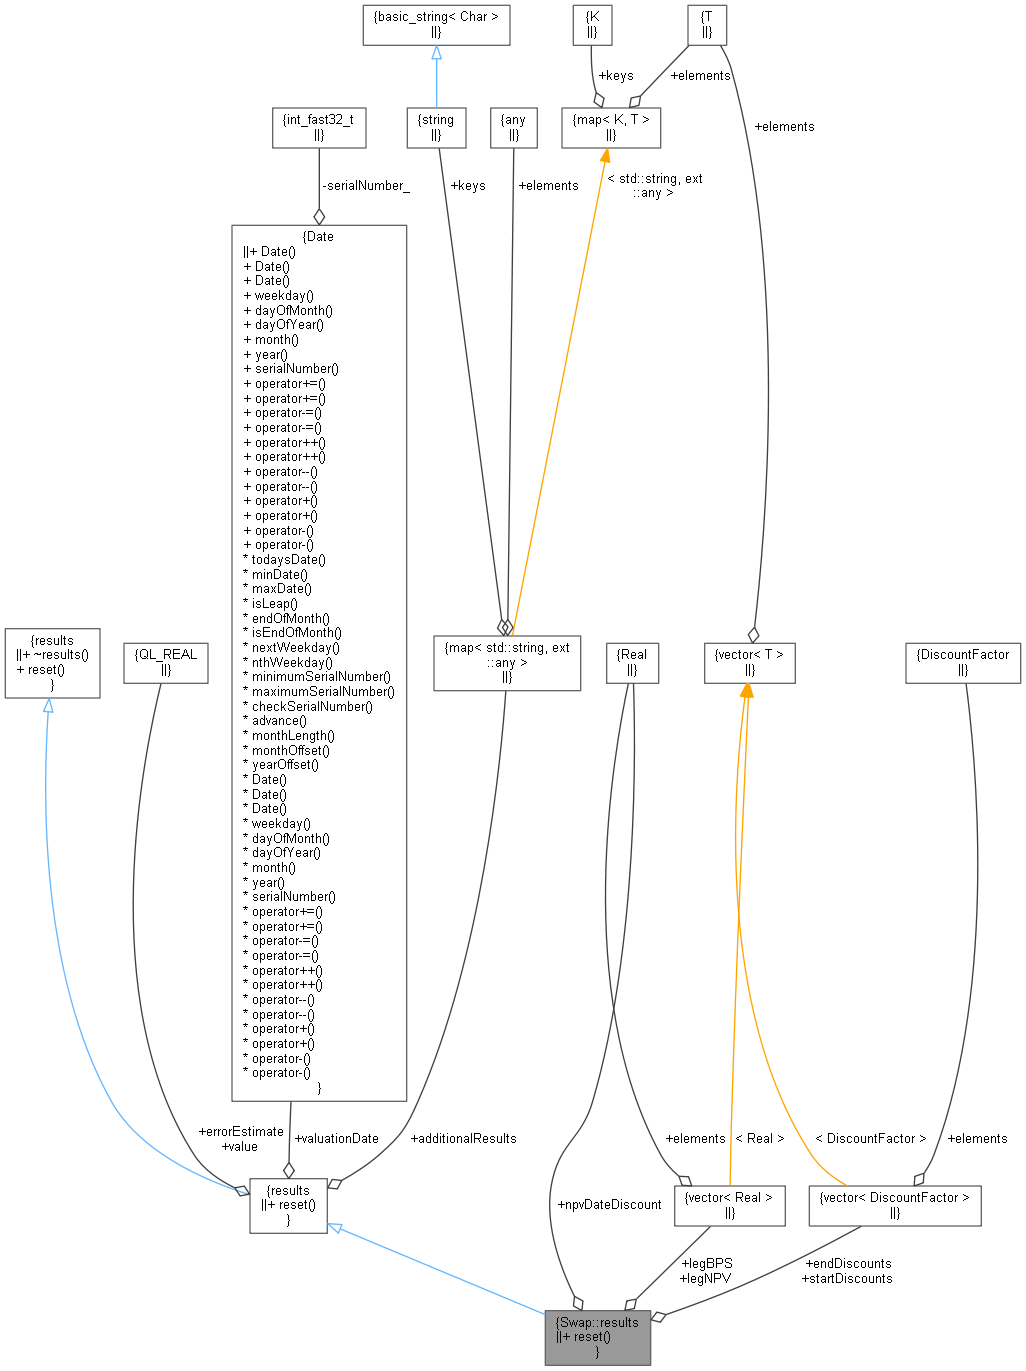 {basic_string< Char >
||}
{K
||}
{T
||}
+keys
+elements
{int_fast32_t
||}
{string
||}
{any
||}
{map< K, T >
||}
+elements
-serialNumber_
+keys
+elements
< std::string, ext
::any >
{Date
||+ Date()
+ Date()
+ Date()
+ weekday()
+ dayOfMonth()
+ dayOfYear()
+ month()
+ year()
+ serialNumber()
+ operator+=()
+ operator+=()
+ operator-=()
+ operator-=()
+ operator++()
+ operator++()
+ operator--()
+ operator--()
+ operator+()
+ operator+()
+ operator-()
+ operator-()
* todaysDate()
* minDate()
* maxDate()
* isLeap()
* endOfMonth()
* isEndOfMonth()
* nextWeekday()
* nthWeekday()
* minimumSerialNumber()
* maximumSerialNumber()
* checkSerialNumber()
* advance()
* monthLength()
* monthOffset()
* yearOffset()
* Date()
* Date()
* Date()
* weekday()
* dayOfMonth()
* dayOfYear()
* month()
* year()
* serialNumber()
* operator+=()
* operator+=()
* operator-=()
* operator-=()
* operator++()
* operator++()
* operator--()
* operator--()
* operator+()
* operator+()
* operator-()
* operator-()
}
{results
||+ ~results()
+ reset()
}
{QL_REAL
||}
{map< std::string, ext
::any >
||}
{Real
||}
{vector< T >
||}
{DiscountFactor
||}
+errorEstimate
+value
+valuationDate
+additionalResults
+elements
< Real >
< DiscountFactor >
+elements
{results
||+ reset()
}
+npvDateDiscount
{vector< Real >
||}
{vector< DiscountFactor >
||}
+legBPS
+legNPV
+endDiscounts
+startDiscounts
{Swap::results
||+ reset()
}